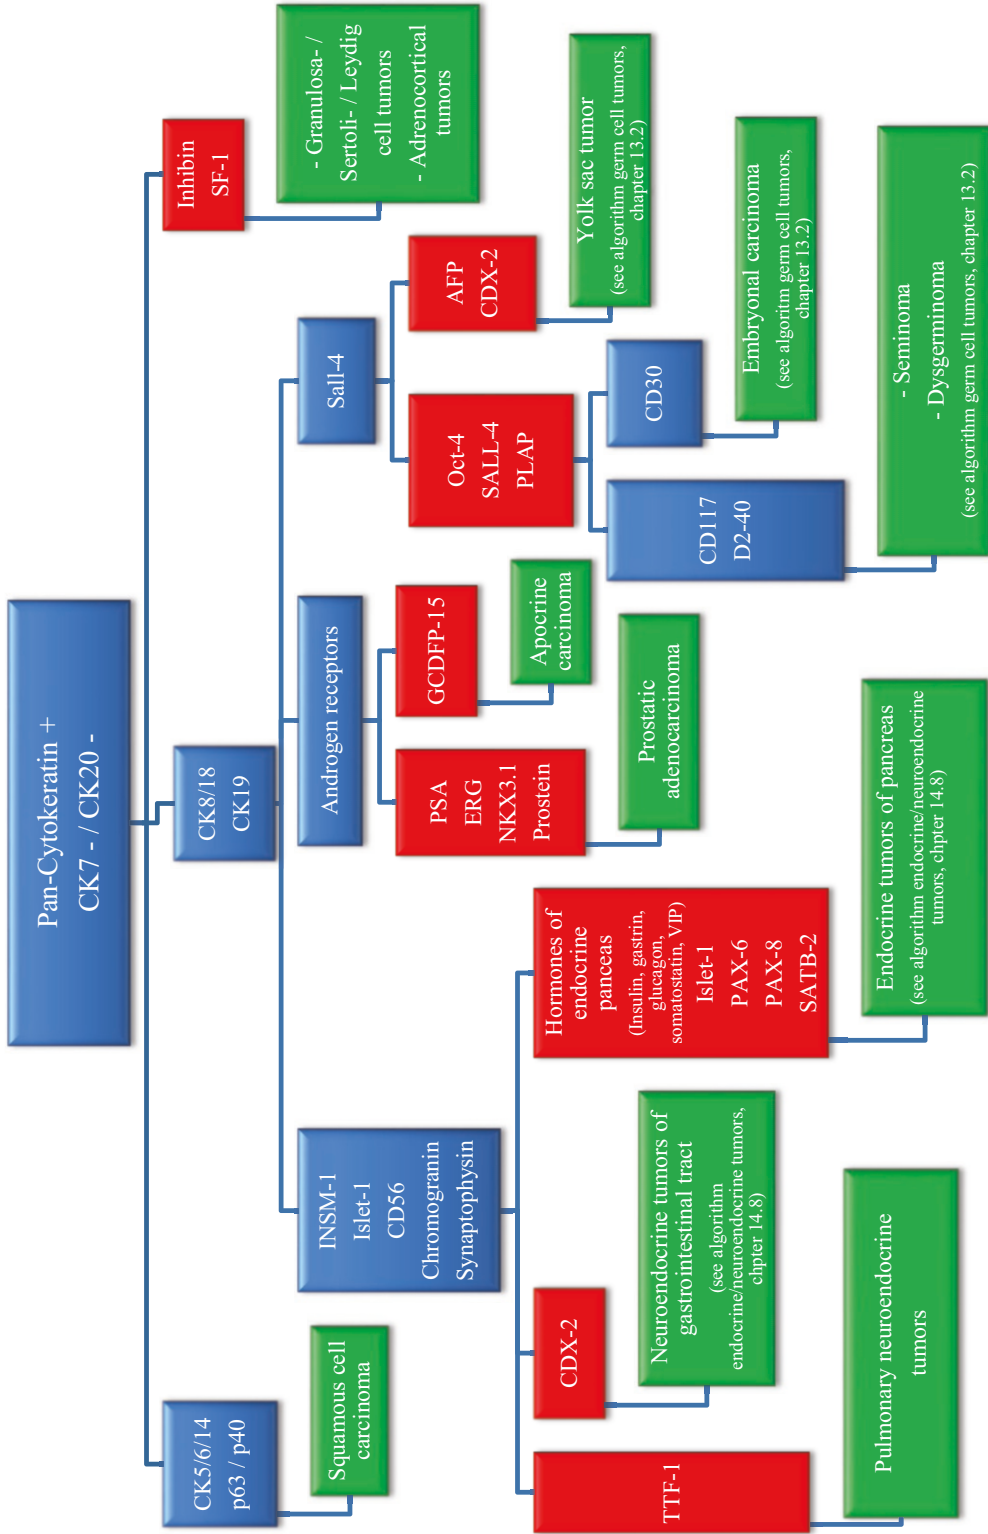 Pan-Cytokeratin +
CK7 - / CK20 -
CK5/6/14
p63 / p40
Squamous cell
carcinoma
CK8/18
CK19
Inhibin
SF-1
- Granulosa- /
Sertoli- / Leydig
cell tumors
- Adrenocortical
tumors
INSM-1
Islet-1
CD56
Chromogranin
Synaptophysin
Androgen receptors
Sall-4
TTF-1
Pulmonary neuroendocrine
tumors
CDX-2
Neuroendocrine tumors of
gastrointestinal tract
(see algorithm
endocrine/neuroendocrine tumors,
chpter 14.8)
Hormones of
endocrine
panceas
(Insulin, gastrin,
glucagon,
somatostatin, VIP)
Islet-1
PAX-6
PAX-8
SATB-2
Endocrine tumors of pancreas
(see algorithm endocrine/neuroendocrine
tumors, chpter 14.8)
PSA
ERG
NKX3.1
Prostein
Prostatic
adenocarcinoma
GCDFP-15
Apocrine
carcinoma
Oct-4
SALL-4
PLAP
AFP
CDX-2
Yolk sac tumor
(see algorithm germ cell tumors,
chapter 13.2)
CD117
D2-40
CD30
Embryonal carcinoma
(see algoritm germ cell tumors,
chapter 13.2)
- Seminoma
- Dysgerminoma
(see algorithm germ cell tumors, chapter 13.2)